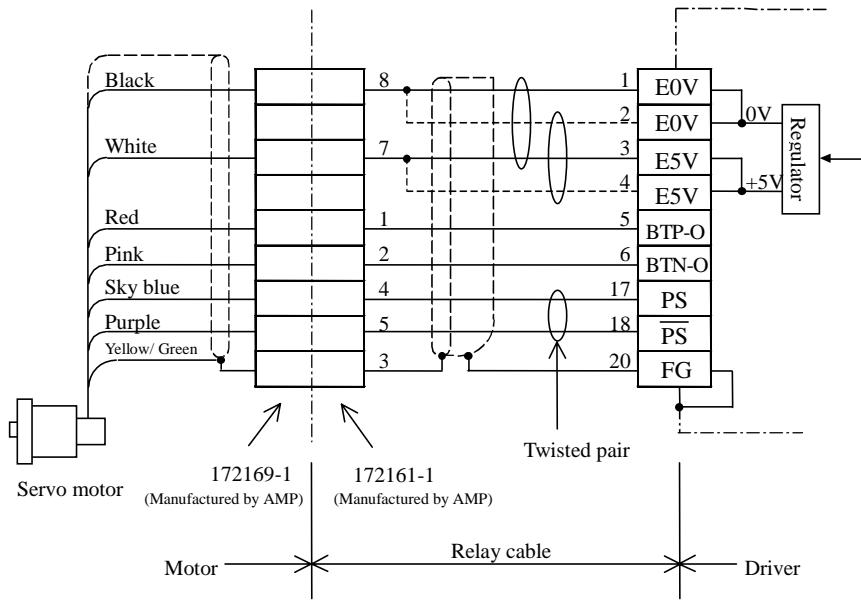 Black 8 1 E0V
2 E0V 0V
White 7 3 E5V
4 E5V +5V
Regulator
Red 1 5 BTP-O
Pink 2 6 BTN-O
Sky blue 4 17 PS
Purple 5 18 P̅S̅
Yellow/ Green 3 20 FG
Servo motor
172169-1
(Manufactured by AMP)
172161-1
(Manufactured by AMP)
Twisted pair
Motor
Relay cable
Driver